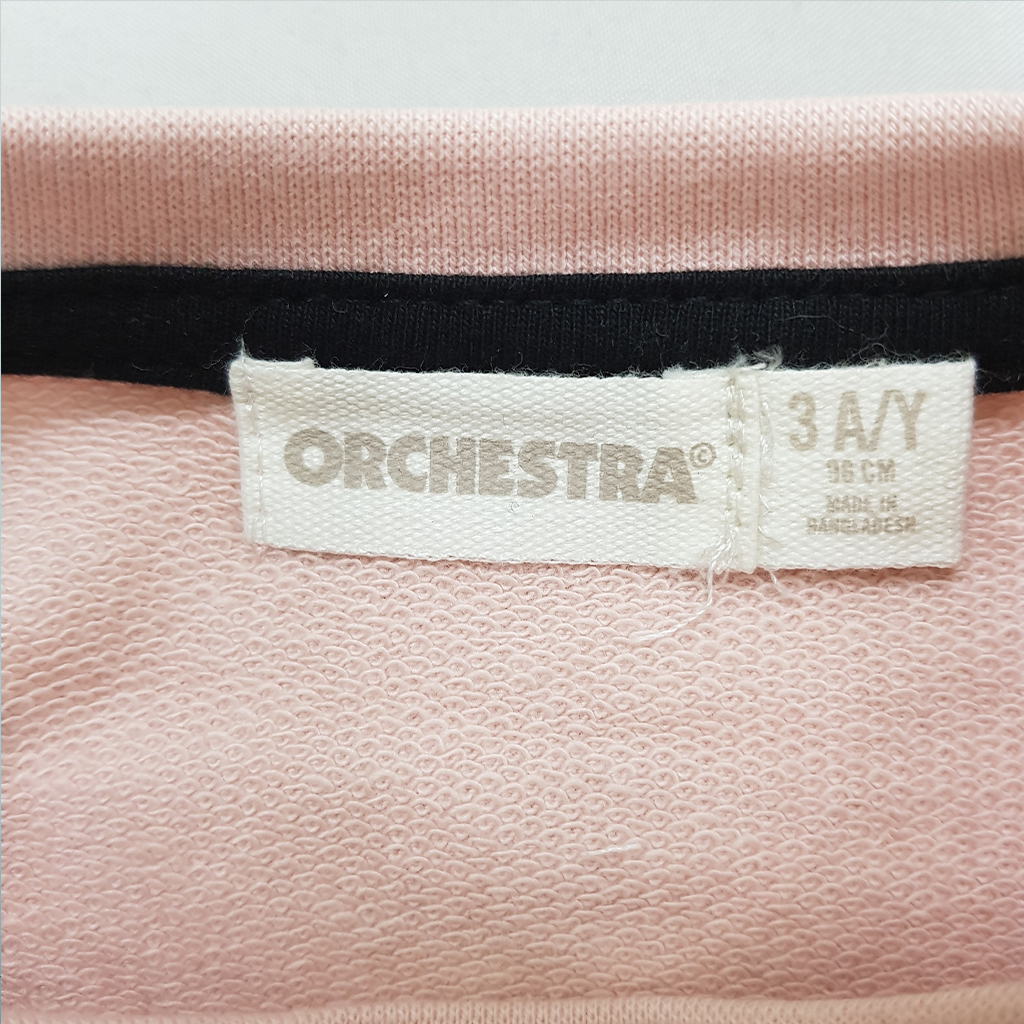 ORCHESTRA©
3 A/Y
96 CM
MADE IN
BANGLADESH